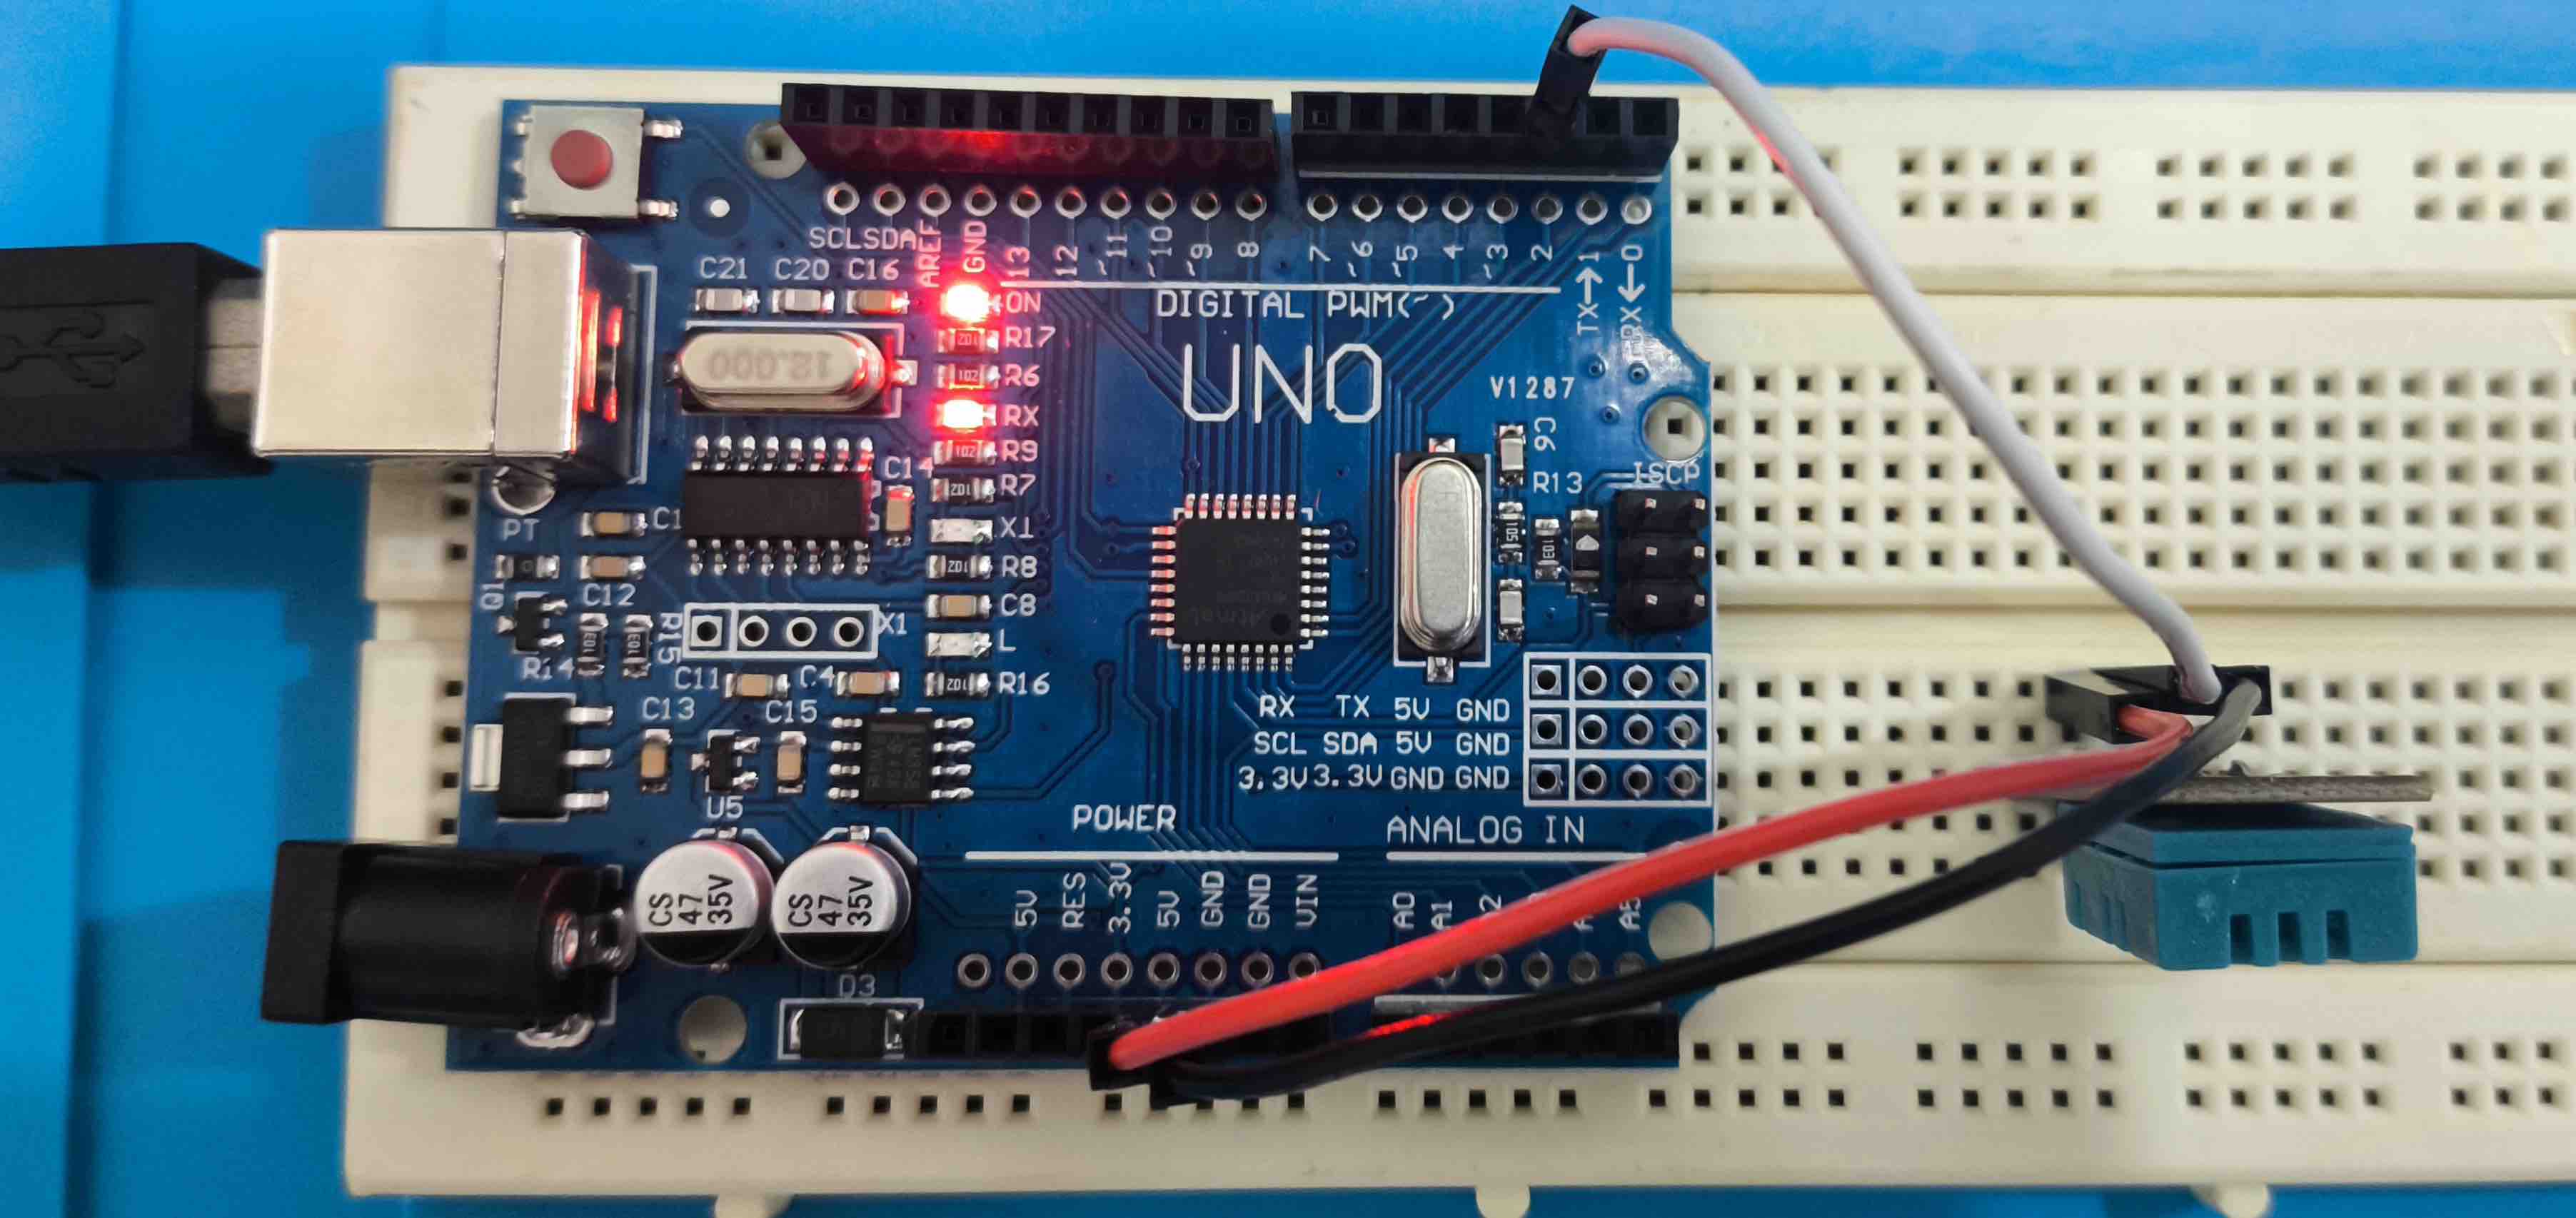 SCL SDA AREF GND 13 12 ~11 ~10 ~9 8 7 ~6 ~5 4 ~3 2 1 0
C21 C20 C16 ON
DIGITAL PWM(~) TX→ RX←
R17
12.000
R6
UNO
V1287
RX
C6
R9
C14
R7
R13
ISCP
PT
C1
TX
R8
Q1
C12
C8
R15
X1
L
Atmel
R14
C11 C4 R16
C13 C15
RX TX 5V GND
SCL SDA 5V GND
3.3V 3.3V GND GND
U5
POWER
ANALOG IN
CS 47 35V
CS 47 35V
5V RES 3.3V 5V GND GND VIN A0 A1
D3